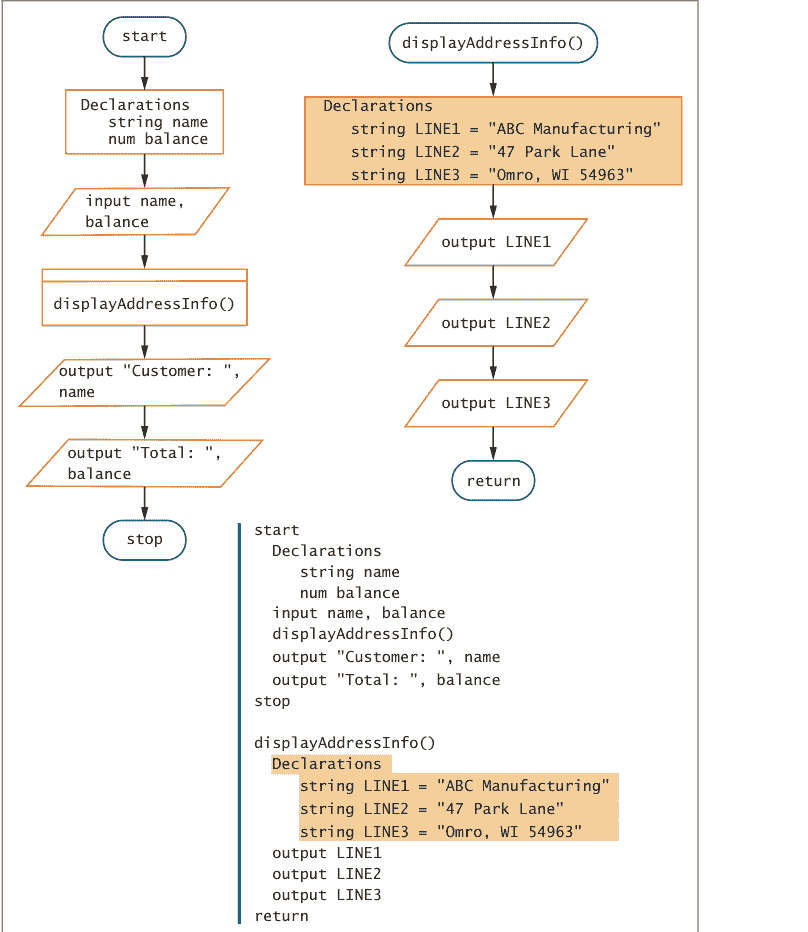 start
Declarations
string name
num balance
input name,
balance
displayAddressInfo()
output "Customer: ",
name
output "Total: ",
balance
stop
displayAddressInfo()
Declarations
string LINE1 = "ABC Manufacturing"
string LINE2 = "47 Park Lane"
string LINE3 = "Omro, WI 54963"
output LINE1
output LINE2
output LINE3
return
start
Declarations
string name
num balance
input name, balance
displayAddressInfo()
output "Customer: ", name
output "Total: ", balance
stop
displayAddressInfo()
Declarations
string LINE1 = "ABC Manufacturing"
string LINE2 = "47 Park Lane"
string LINE3 = "Omro, WI 54963"
output LINE1
output LINE2
output LINE3
return